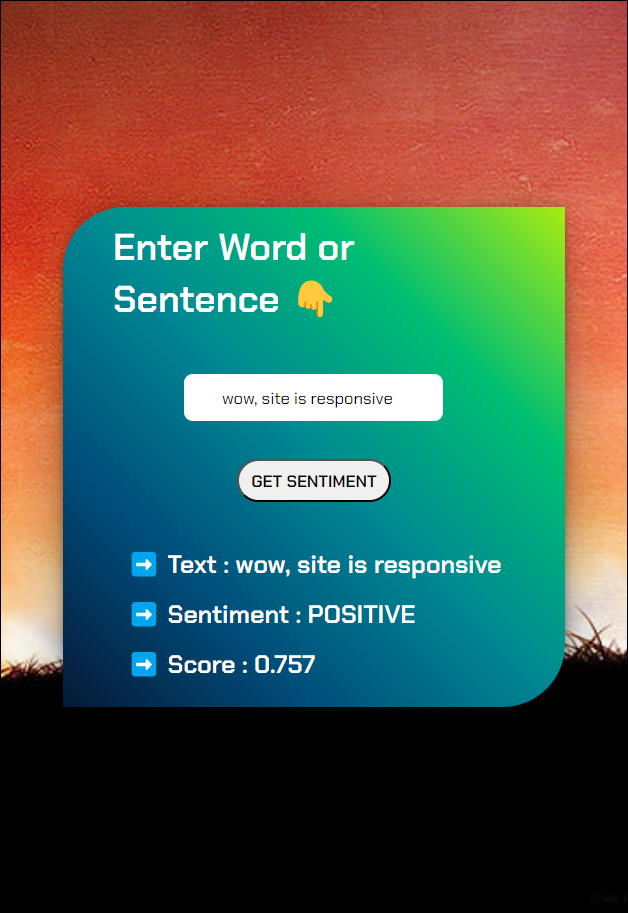 Enter Word or
Sentence 👇
wow, site is responsive
GET SENTIMENT
➡️ Text : wow, site is responsive
➡️ Sentiment : POSITIVE
➡️ Score : 0.757